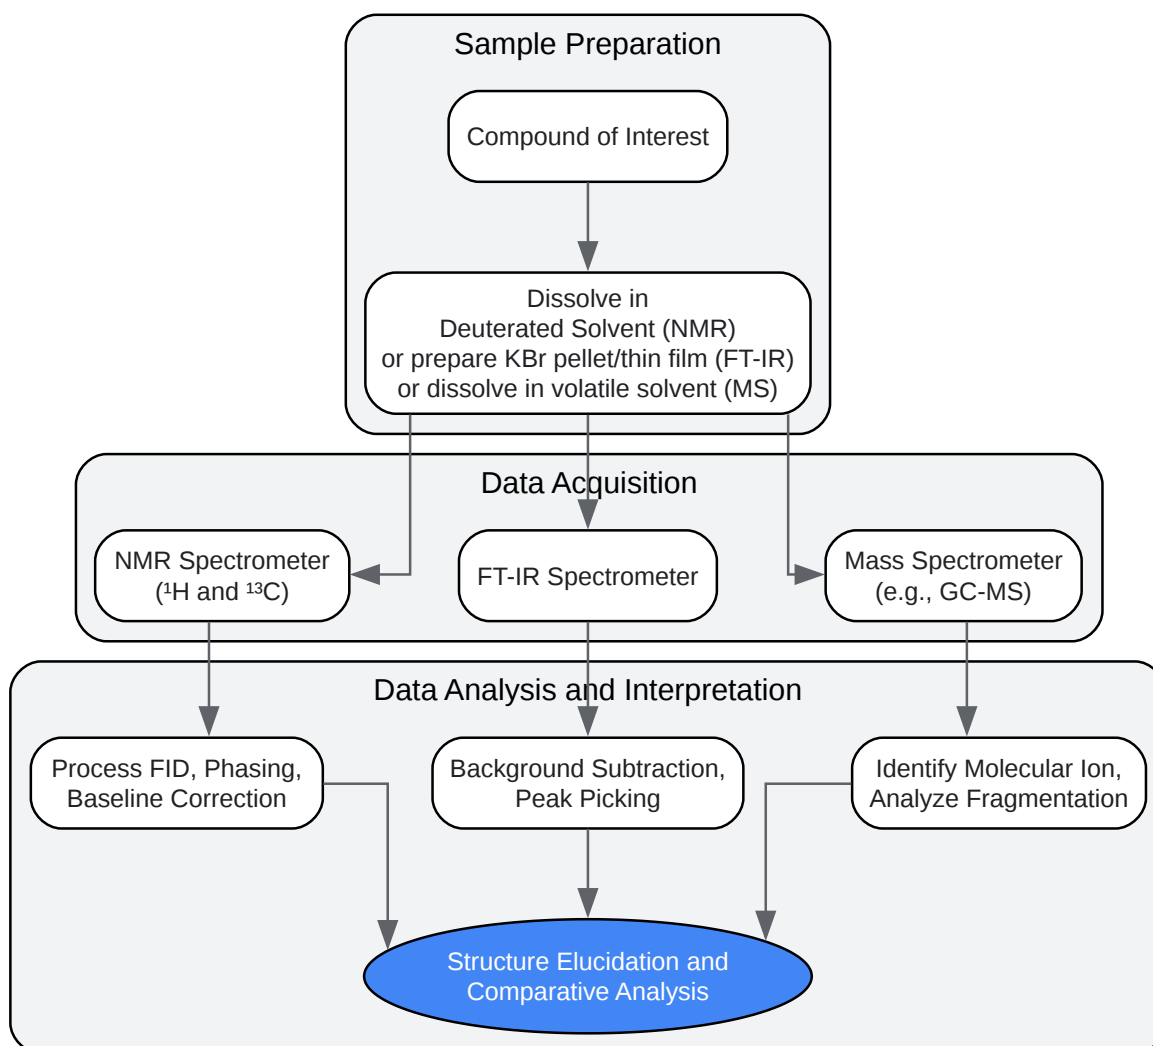 Sample Preparation
Compound of Interest
Dissolve in
Deuterated Solvent (NMR)
or prepare KBr pellet/thin film (FT-IR)
or dissolve in volatile solvent (MS)
Data Acquisition
NMR Spectrometer
(¹H and ¹³C)
FT-IR Spectrometer
Mass Spectrometer
(e.g., GC-MS)
Data Analysis and Interpretation
Process FID, Phasing,
Baseline Correction
Background Subtraction,
Peak Picking
Identify Molecular Ion,
Analyze Fragmentation
Structure Elucidation and
Comparative Analysis